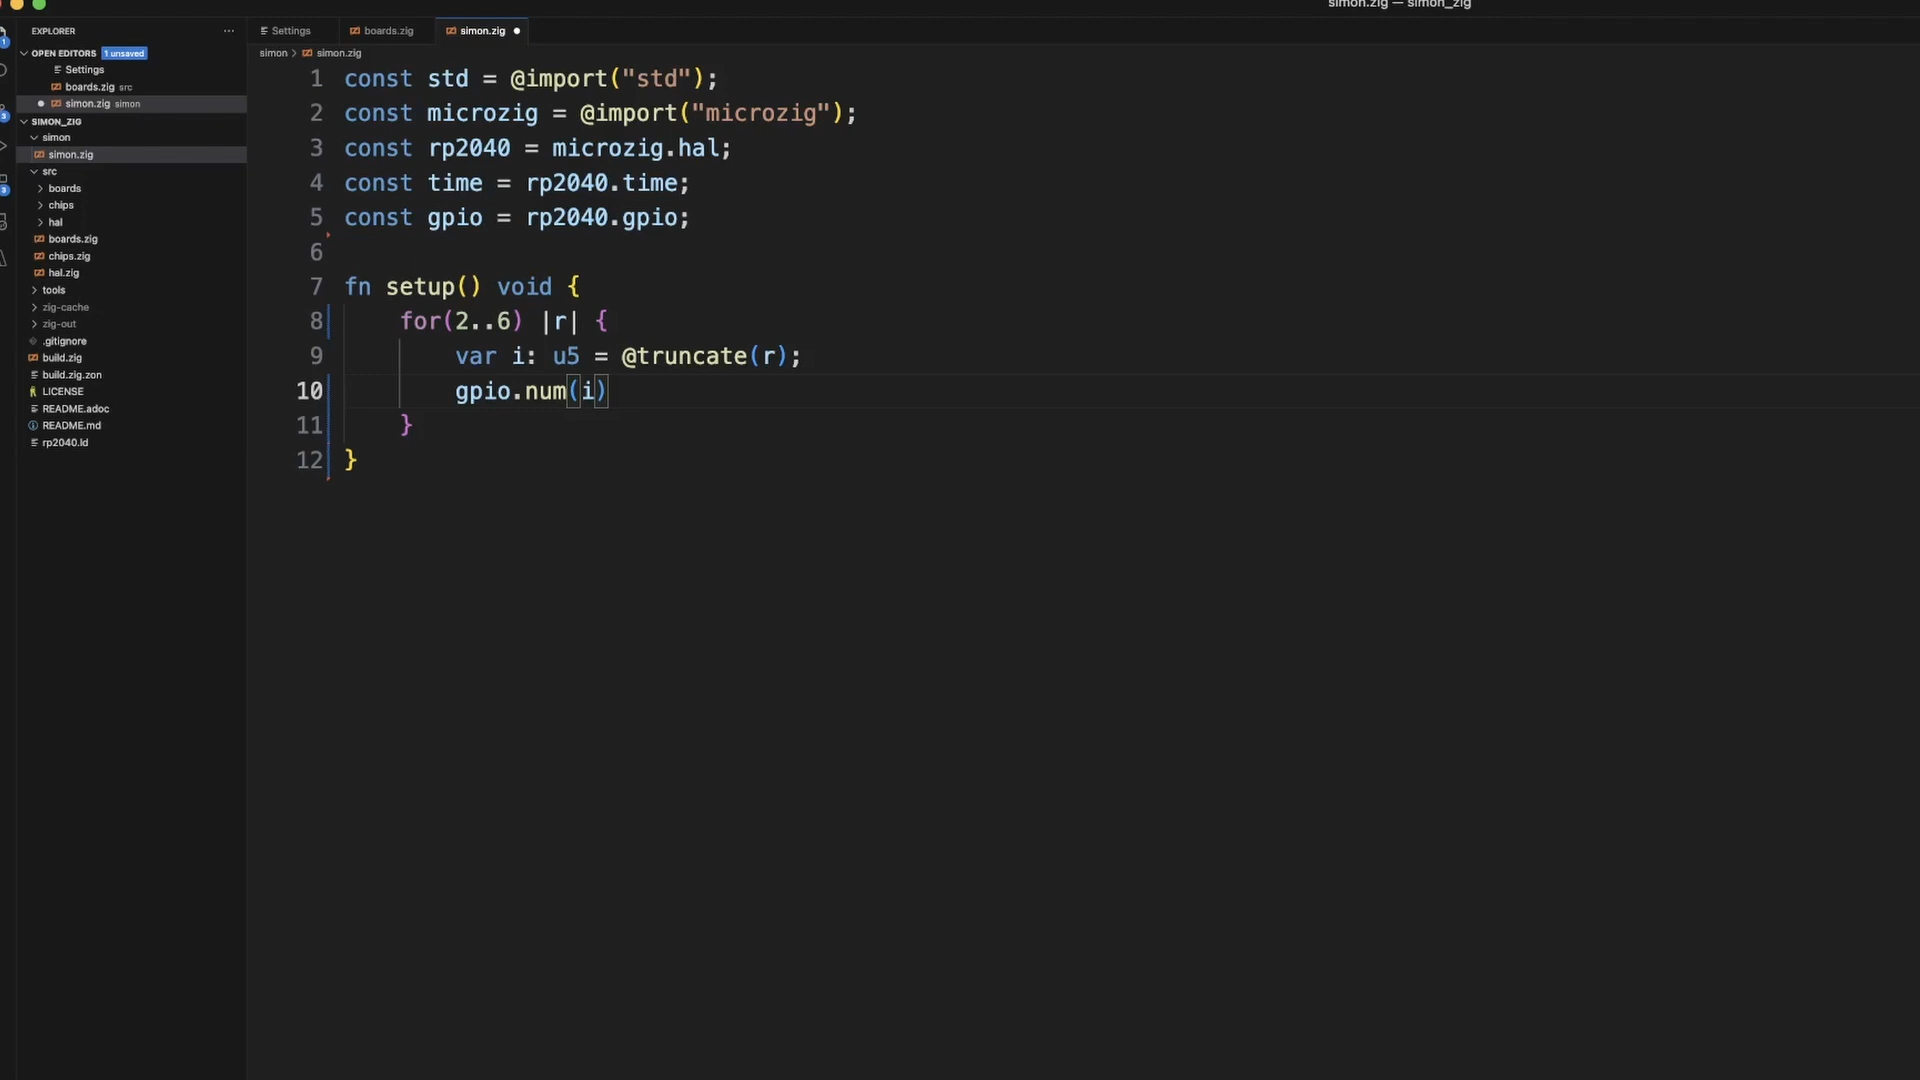 simon.zig — simon_zig
EXPLORER
OPEN EDITORS 1 unsaved
Settings
boards.zig src
simon.zig simon
SIMON_ZIG
simon
simon.zig
src
boards
chips
hal
boards.zig
chips.zig
hal.zig
tools
zig-cache
zig-out
.gitignore
build.zig
build.zig.zon
LICENSE
README.adoc
README.md
rp2040.ld
1
3
3
Settings boards.zig simon.zig
simon > simon.zig
1 const std = @import("std");
2 const microzig = @import("microzig");
3 const rp2040 = microzig.hal;
4 const time = rp2040.time;
5 const gpio = rp2040.gpio;
6
7 fn setup() void {
8 for(2..6) |r| {
9 var i: u5 = @truncate(r);
10 gpio.num(i)
11 }
12 }